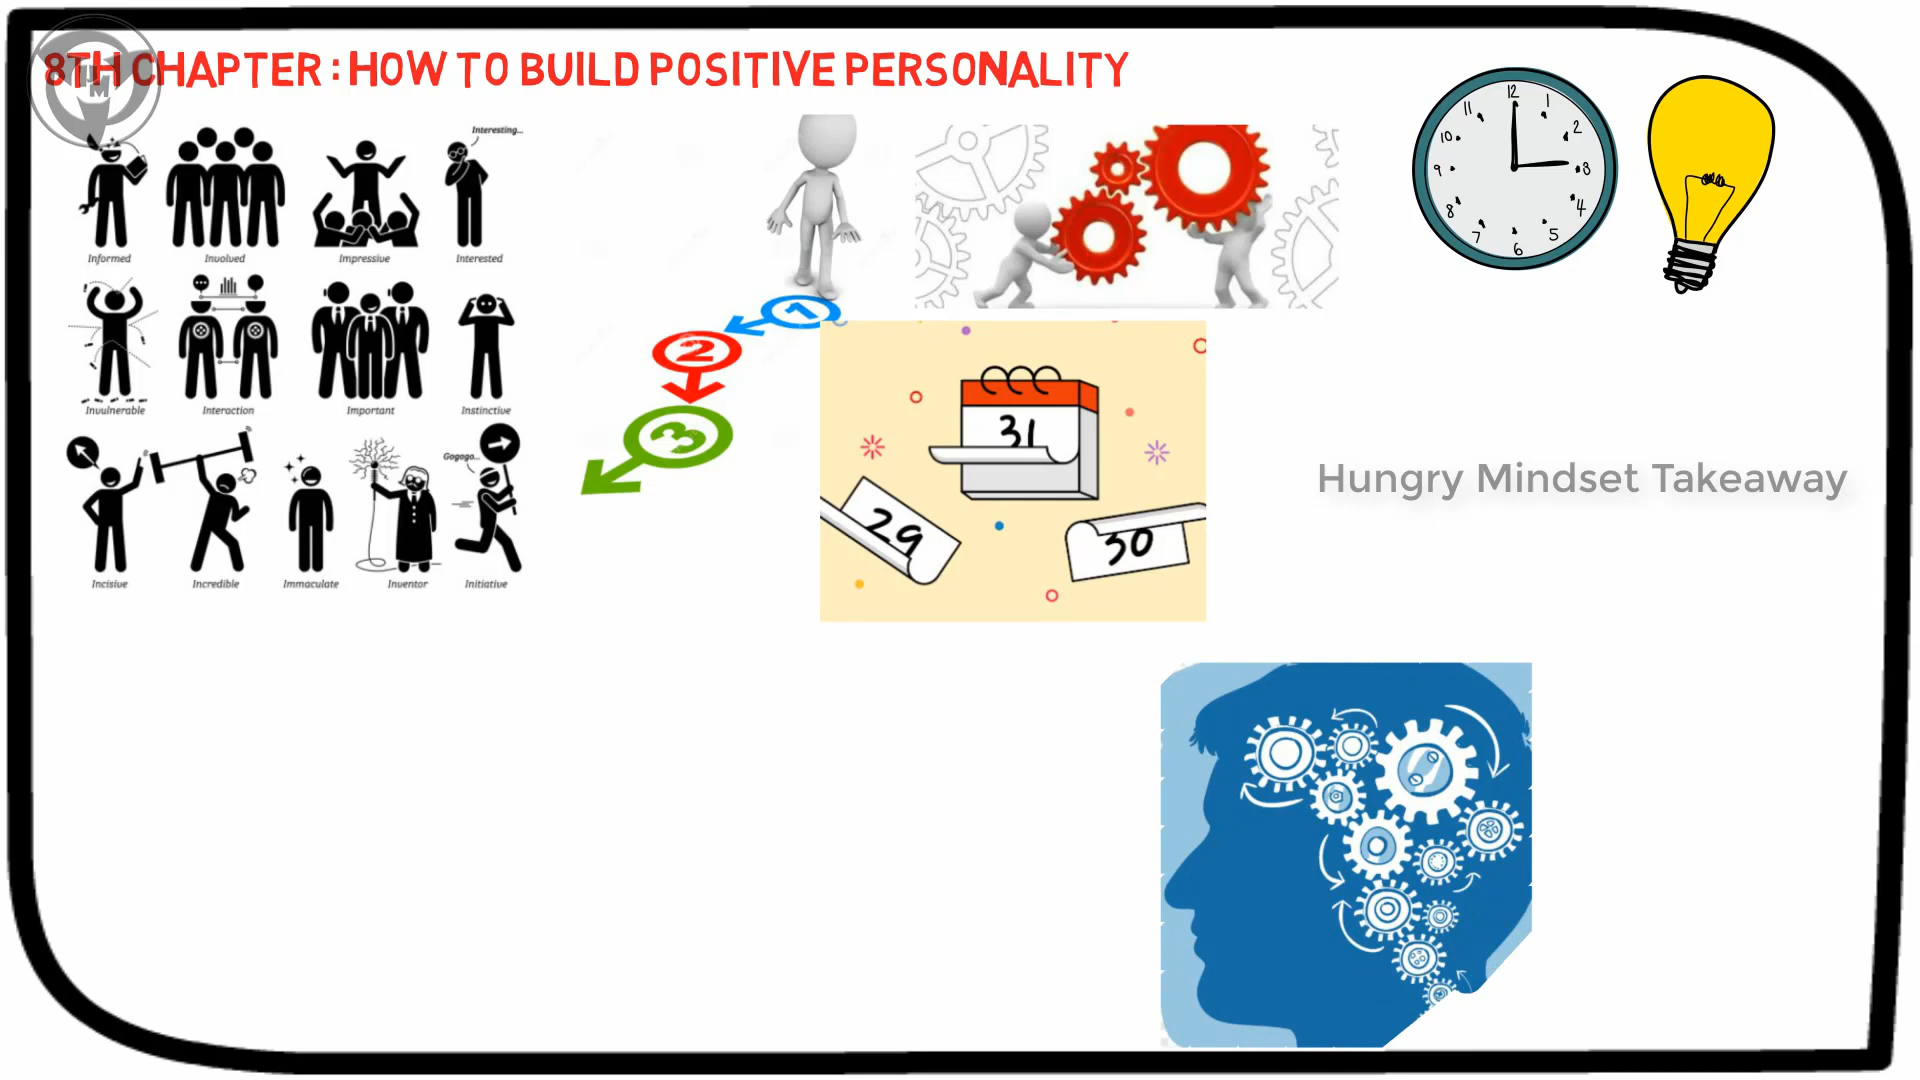 8TH CHAPTER : HOW TO BUILD POSITIVE PERSONALITY
Interesting...
Informed Involved Impressive Interested
Invulnerable Interaction Important Instinctive
Gogogo...
Incisive Incredible Immaculate Inventor Initiative
1
2
3
31
29
30
12
1
2
3
4
5
6
7
8
9
10
11
Hungry Mindset Takeaway